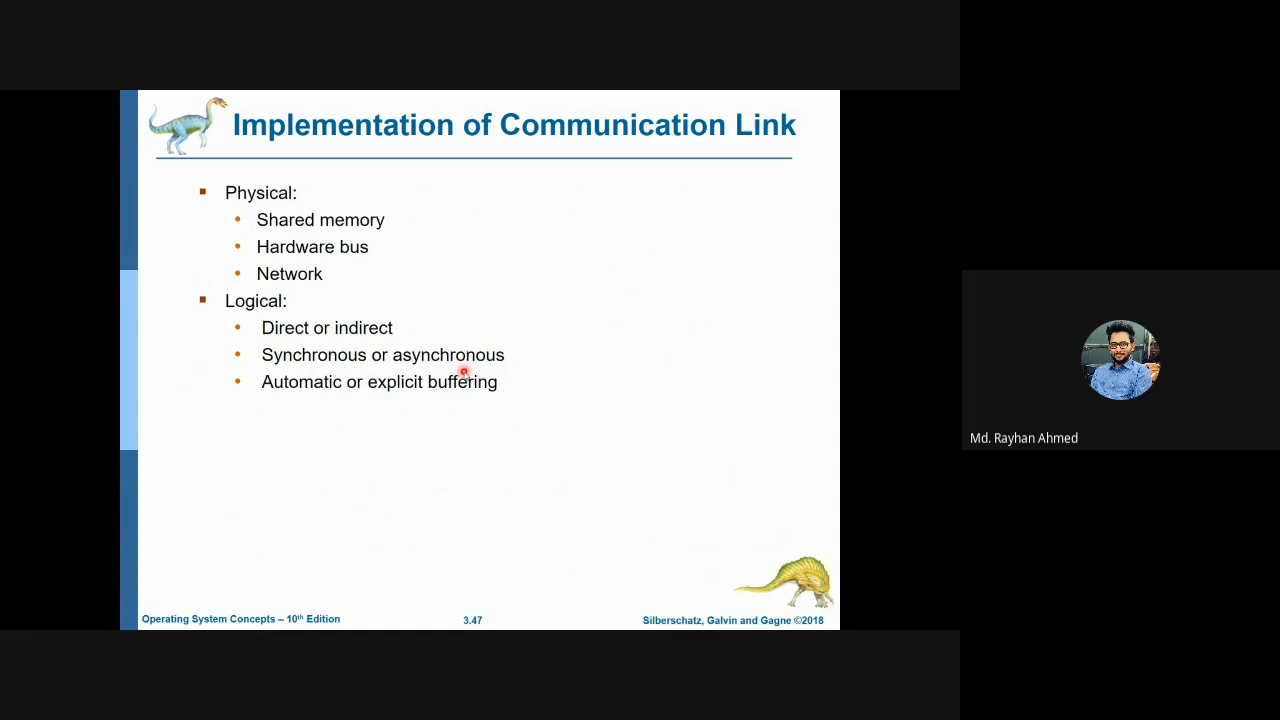 Implementation of Communication Link
Physical:
Shared memory
Hardware bus
Network
Logical:
Direct or indirect
Synchronous or asynchronous
Automatic or explicit buffering
Operating System Concepts – 10th Edition
3.47
Silberschatz, Galvin and Gagne ©2018
Md. Rayhan Ahmed